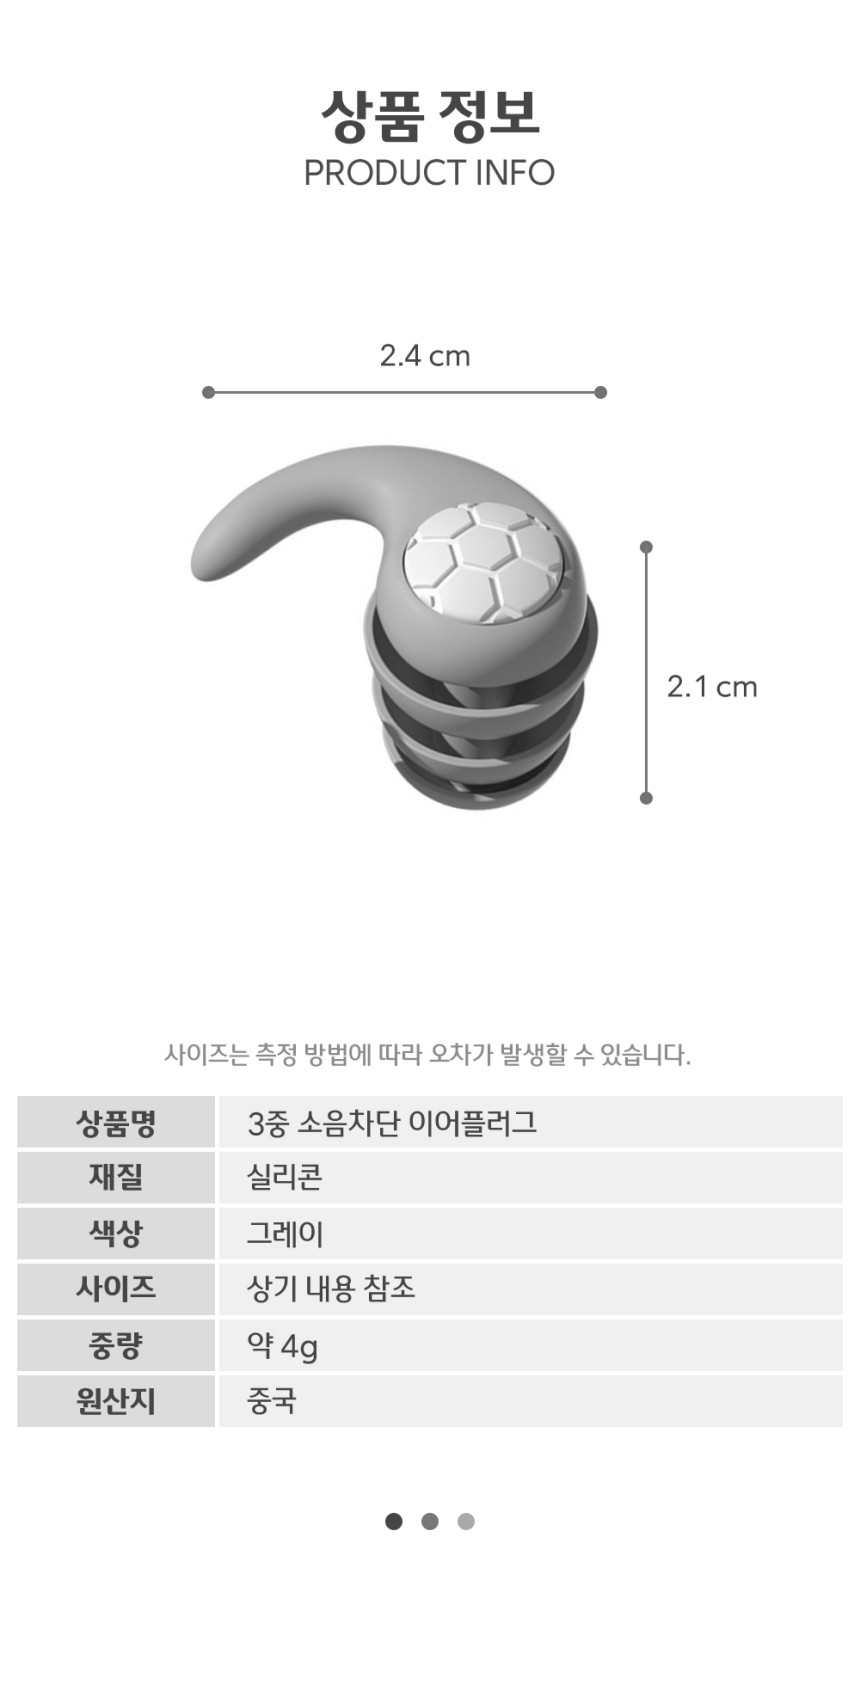 상품 정보
PRODUCT INFO
2.4 cm
2.1 cm
사이즈는 측정 방법에 따라 오차가 발생할 수 있습니다.
상품명 3중 소음차단 이어플러그
재질 실리콘
색상 그레이
사이즈 상기 내용 참조
중량 약 4g
원산지 중국